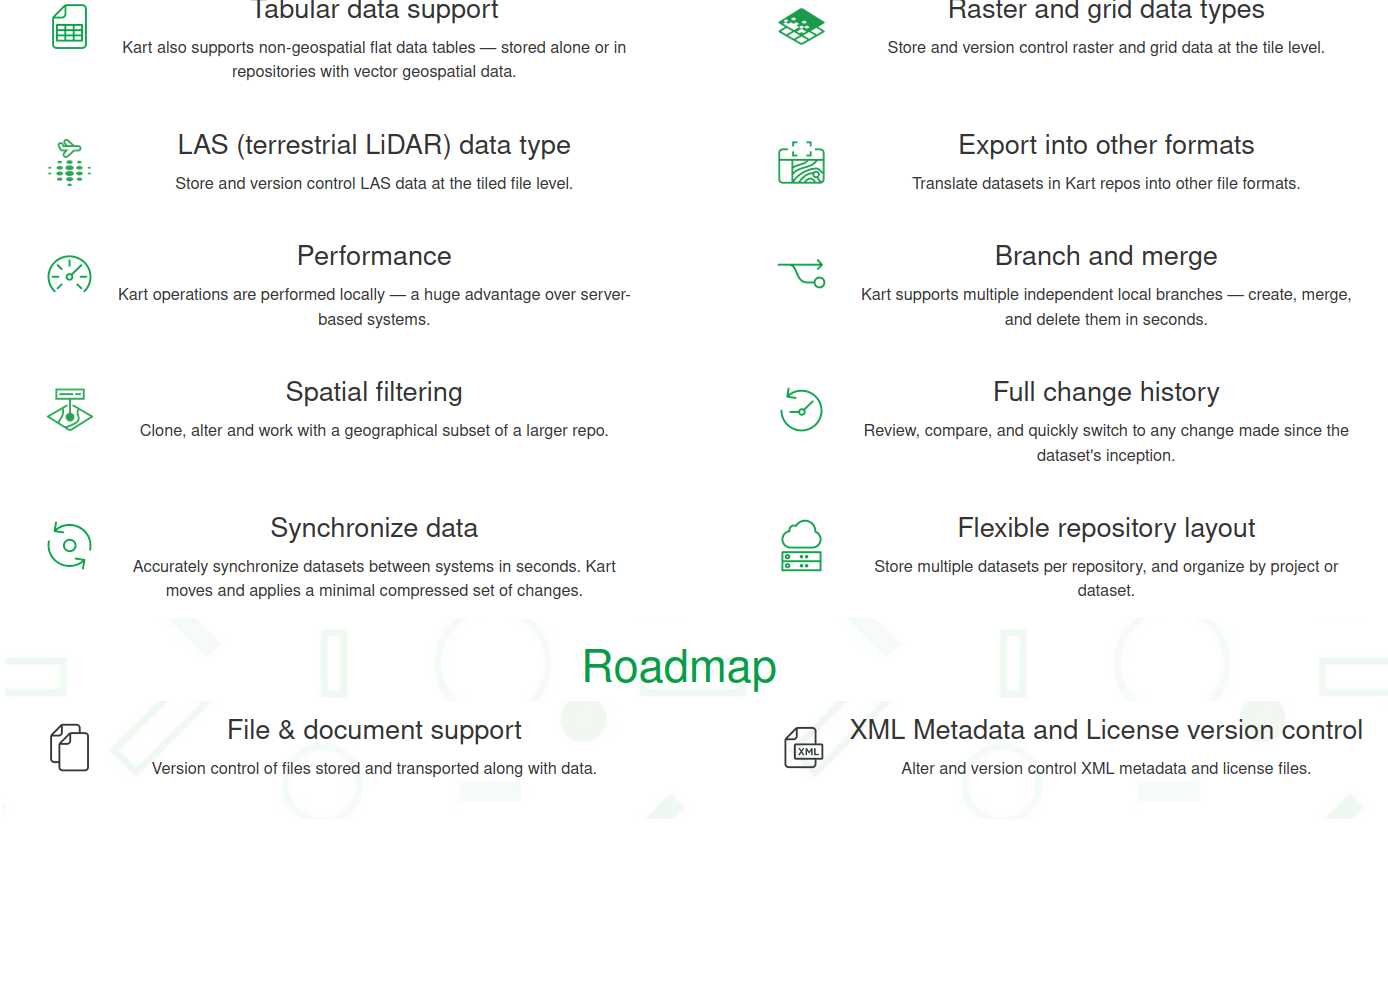 Tabular data support
Kart also supports non-geospatial flat data tables — stored alone or in
repositories with vector geospatial data.
Raster and grid data types
Store and version control raster and grid data at the tile level.
LAS (terrestrial LiDAR) data type
Store and version control LAS data at the tiled file level.
Export into other formats
Translate datasets in Kart repos into other file formats.
Performance
Kart operations are performed locally — a huge advantage over server-
based systems.
Branch and merge
Kart supports multiple independent local branches — create, merge,
and delete them in seconds.
Spatial filtering
Clone, alter and work with a geographical subset of a larger repo.
Full change history
Review, compare, and quickly switch to any change made since the
dataset's inception.
Synchronize data
Accurately synchronize datasets between systems in seconds. Kart
moves and applies a minimal compressed set of changes.
Flexible repository layout
Store multiple datasets per repository, and organize by project or
dataset.
Roadmap
File & document support
Version control of files stored and transported along with data.
XML
XML Metadata and License version control
Alter and version control XML metadata and license files.